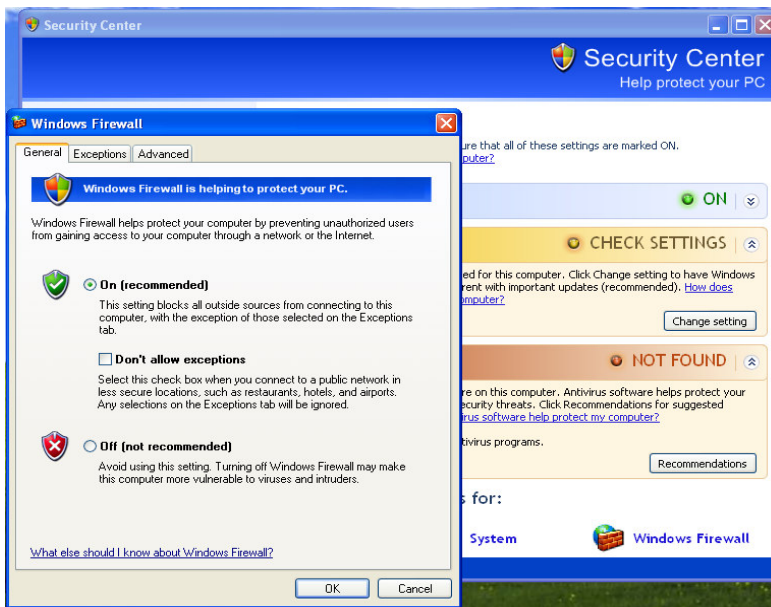 Security Center
Security Center
Help protect your PC
Windows Firewall
General
Exceptions
Advanced
Windows Firewall is helping to protect your PC.
Windows Firewall helps protect your computer by preventing unauthorized users
from gaining access to your computer through a network or the Internet.
On (recommended)
This setting blocks all outside sources from connecting to this
computer, with the exception of those selected on the Exceptions
tab.
Don't allow exceptions
Select this check box when you connect to a public network in
less secure locations, such as restaurants, hotels, and airports.
Any selections on the Exceptions tab will be ignored.
Off (not recommended)
Avoid using this setting. Turning off Windows Firewall may make
this computer more vulnerable to viruses and intruders.
What else should I know about Windows Firewall?
OK
Cancel
ure that all of these settings are marked ON.
puter?
ON
CHECK SETTINGS
ed for this computer. Click Change setting to have Windows
rent with important updates (recommended). How does
omputer?
Change setting
NOT FOUND
re on this computer. Antivirus software helps protect your
ecurity threats. Click Recommendations for suggested
irus software help protect my computer?
tivirus programs.
Recommendations
s for:
System
Windows Firewall